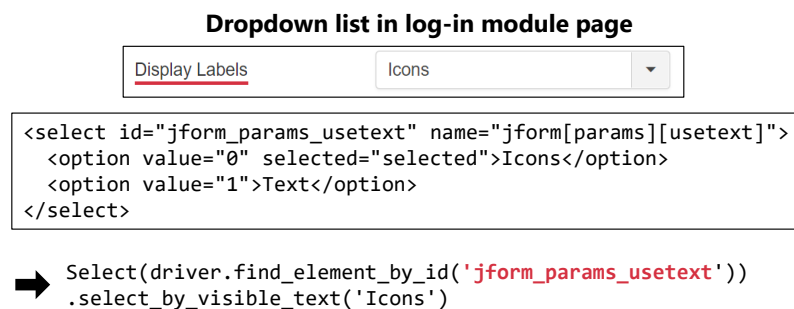 Dropdown list in log-in module page
Display Labels Icons
<select id="jform_params_usetext" name="jform[params][usetext]">
  <option value="0" selected="selected">Icons</option>
  <option value="1">Text</option>
</select>
Select(driver.find_element_by_id('jform_params_usetext'))
.select_by_visible_text('Icons')